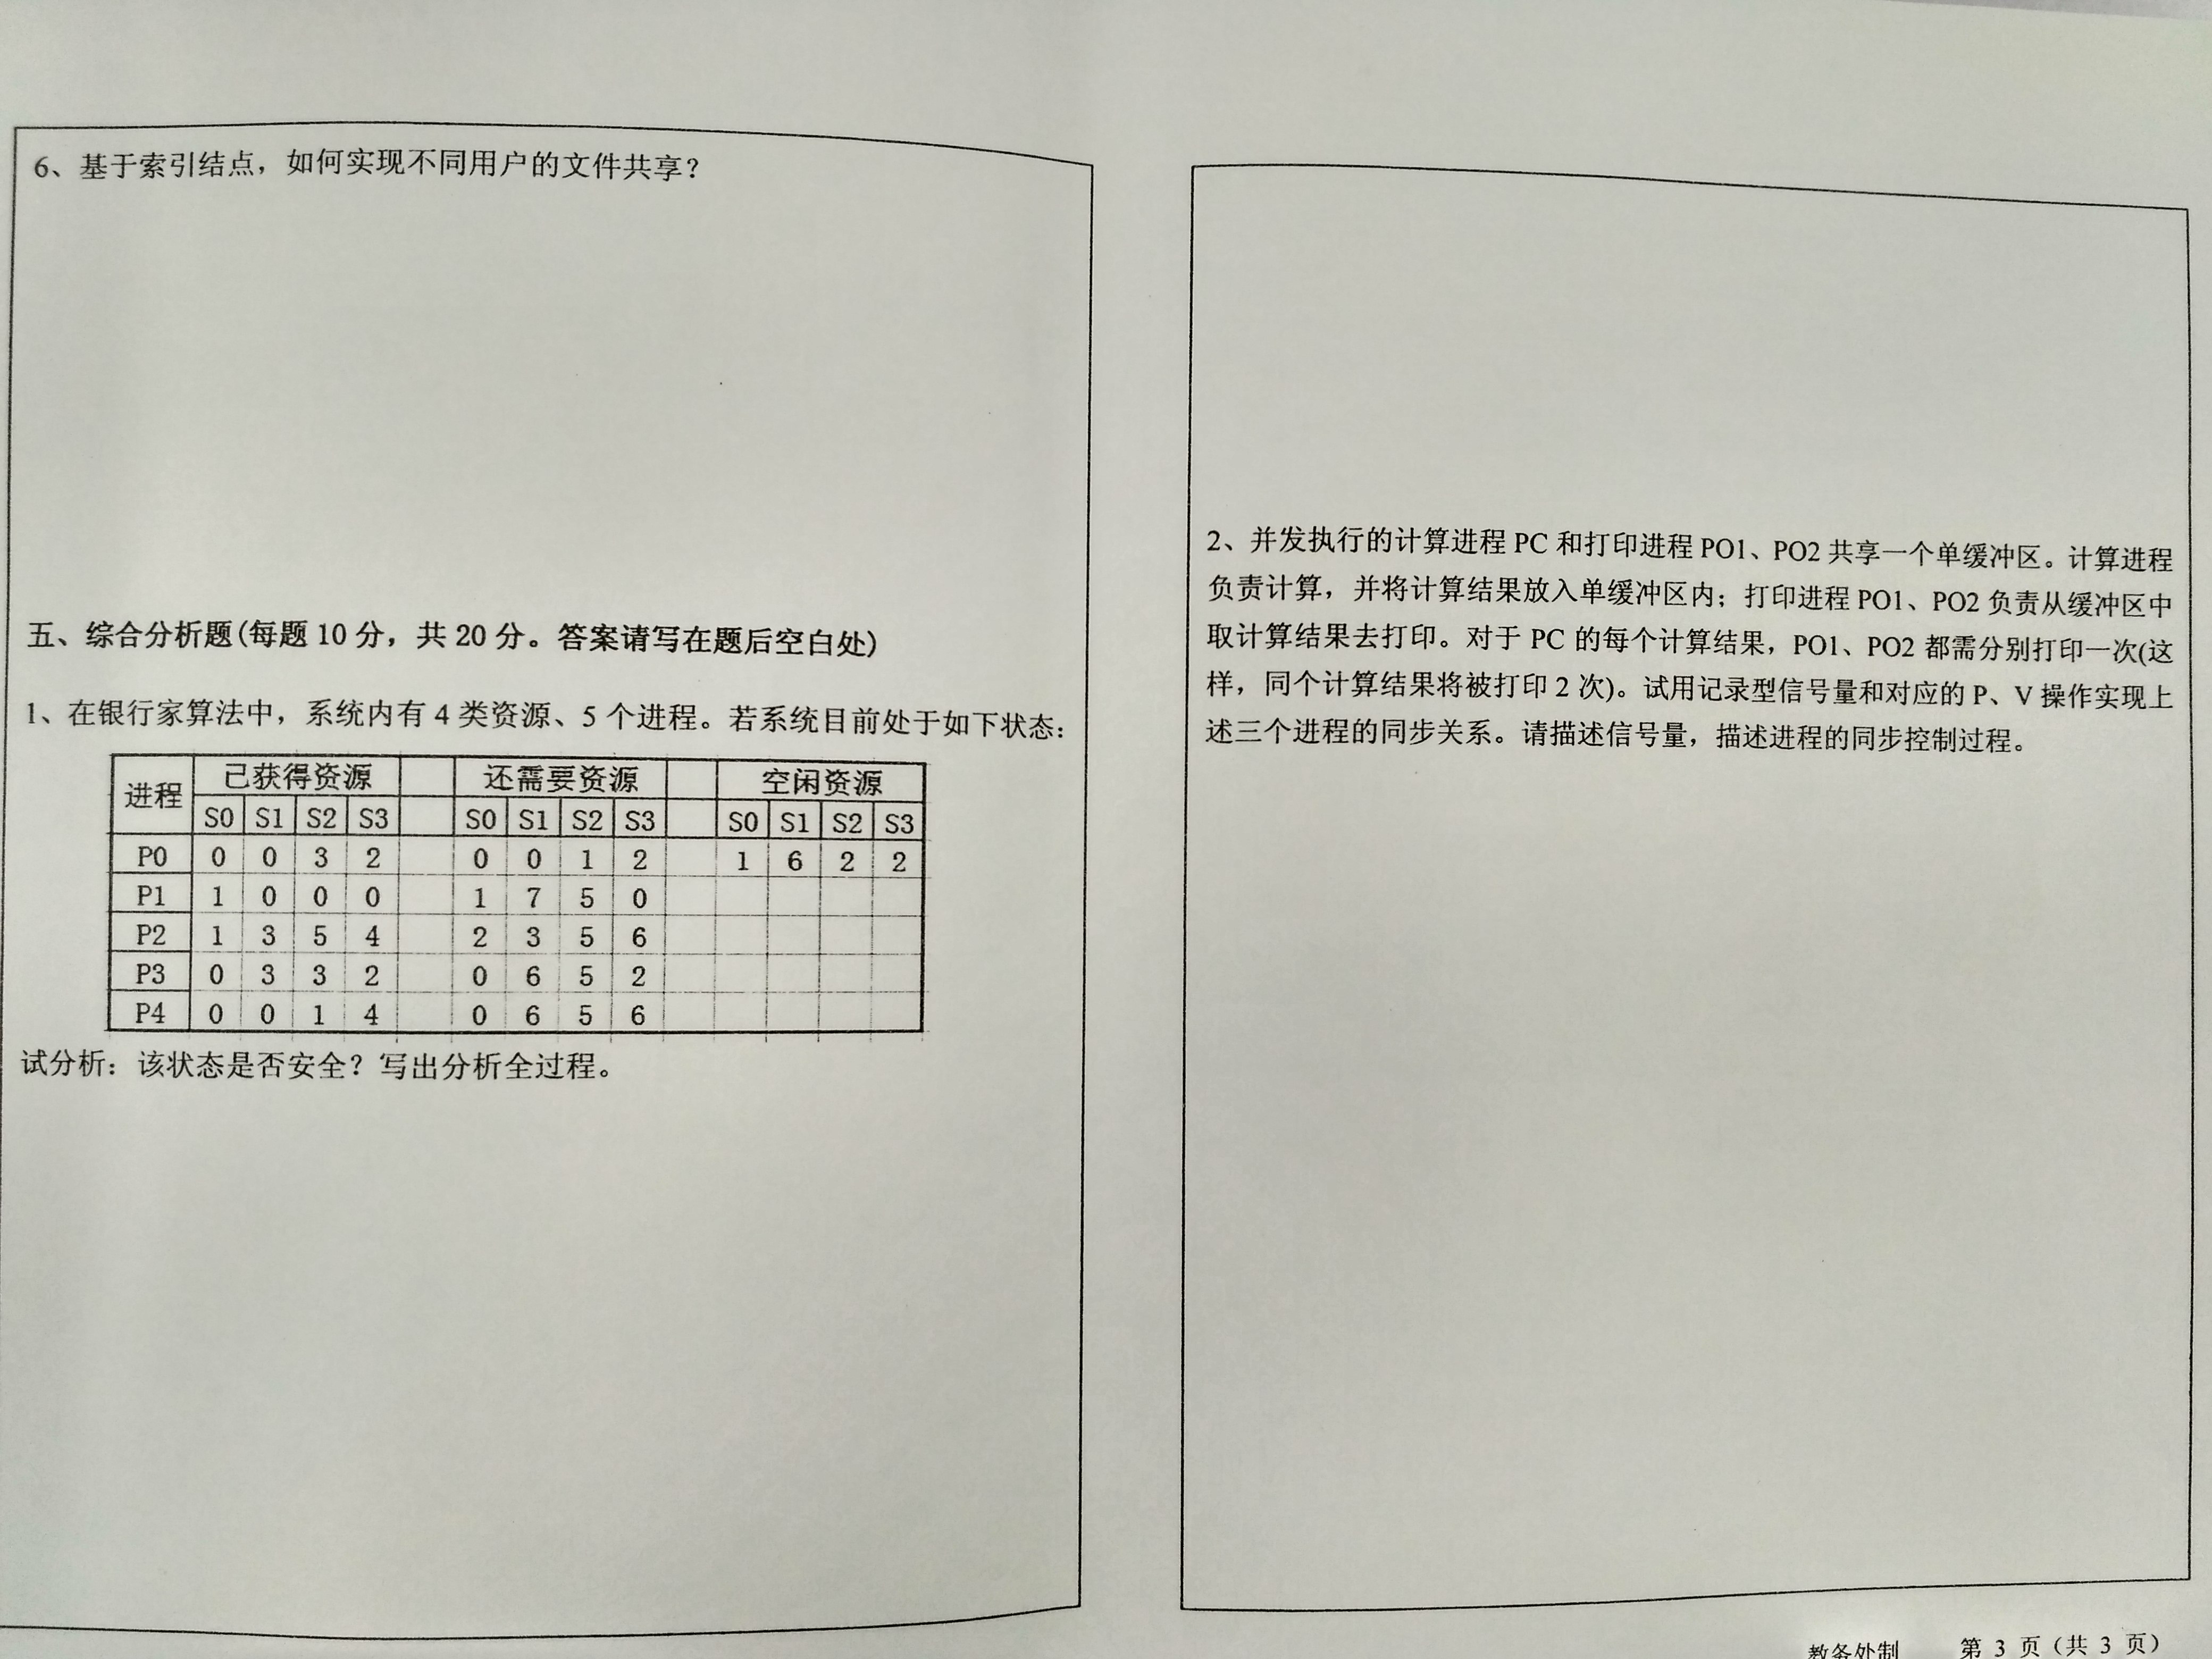 6、基于索引结点，如何实现不同用户的文件共享？
五、综合分析题(每题 10 分，共 20 分。答案请写在题后空白处)
1、在银行家算法中，系统内有 4 类资源、5 个进程。若系统目前处于如下状态：
进程 已获得资源 还需要资源 空闲资源
S0 S1 S2 S3 S0 S1 S2 S3 S0 S1 S2 S3
P0 0 0 3 2 0 0 1 2 1 6 2 2
P1 1 0 0 0 1 7 5 0
P2 1 3 5 4 2 3 5 6
P3 0 3 3 2 0 6 5 2
P4 0 0 1 4 0 6 5 6
试分析：该状态是否安全？写出分析全过程。
2、并发执行的计算进程 PC 和打印进程 PO1、PO2 共享一个单缓冲区。计算进程
负责计算，并将计算结果放入单缓冲区内；打印进程 PO1、PO2 负责从缓冲区中
取计算结果去打印。对于 PC 的每个计算结果，PO1、PO2 都需分别打印一次(这
样，同个计算结果将被打印 2 次)。试用记录型信号量和对应的 P、V 操作实现上
述三个进程的同步关系。请描述信号量，描述进程的同步控制过程。
教务处制 第 3 页（共 3 页）